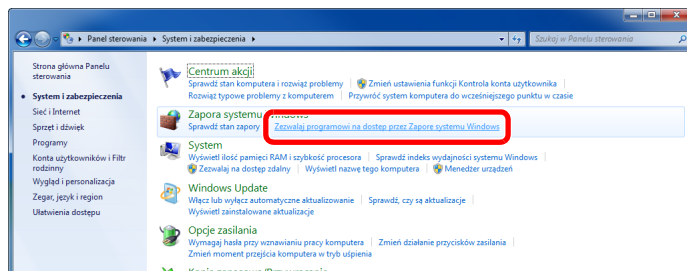 Panel sterowania ▸ System i zabezpieczenia ▸
Szukaj w Panelu sterowania
Strona główna Panelu
sterowania
System i zabezpieczenia
Sieć i Internet
Sprzęt i dźwięk
Programy
Konta użytkowników i Filtr
rodzinny
Wygląd i personalizacja
Zegar, język i region
Ułatwienia dostępu
Centrum akcji
Sprawdź stan komputera i rozwiąż problemy | Zmień ustawienia funkcji Kontrola konta użytkownika |
Rozwiąż typowe problemy z komputerem | Przywróć system komputera do wcześniejszego punktu w czasie
Zapora systemu Windows
Sprawdź stan zapory | Zezwalaj programowi na dostęp przez Zaporę systemu Windows
System
Wyświetl ilość pamięci RAM i szybkość procesora | Sprawdź indeks wydajności systemu Windows |
Zezwalaj na dostęp zdalny | Wyświetl nazwę tego komputera | Menedżer urządzeń
Windows Update
Włącz lub wyłącz automatyczne aktualizowanie | Sprawdź, czy są aktualizacje |
Wyświetl zainstalowane aktualizacje
Opcje zasilania
Wymagaj hasła przy wznawianiu pracy komputera | Zmień działanie przycisków zasilania |
Zmień moment przejścia komputera w tryb uśpienia